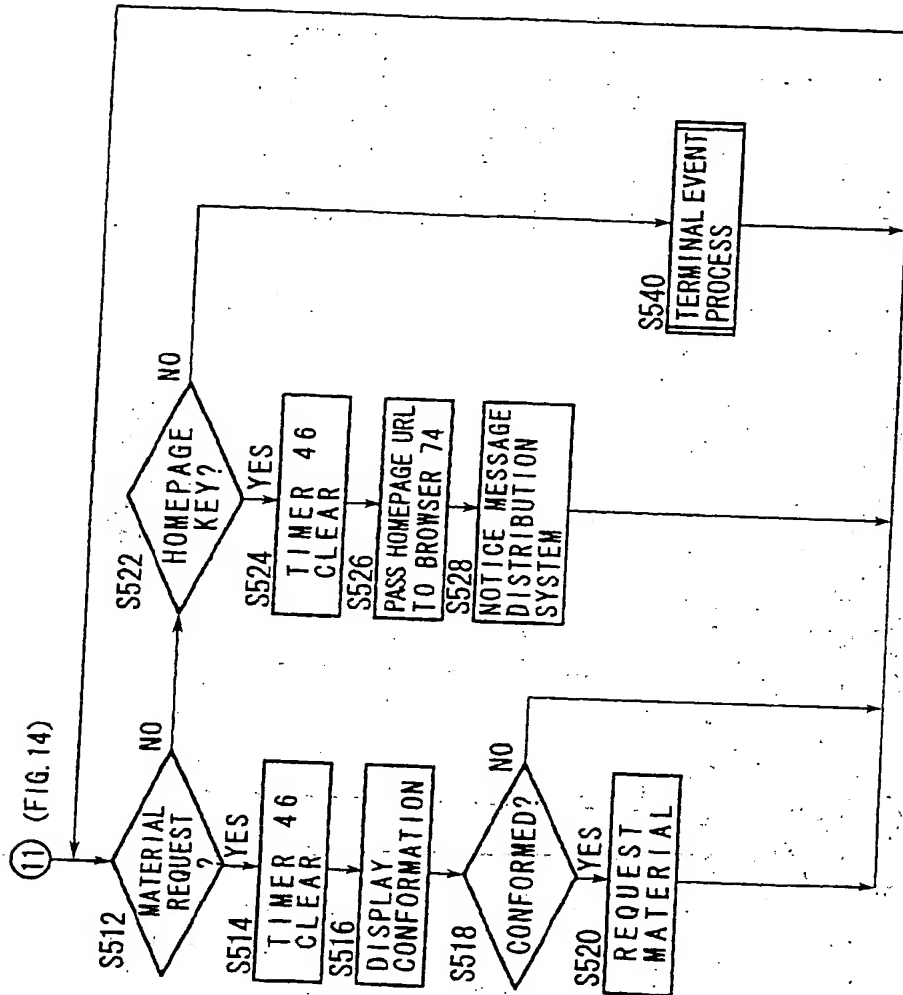 11 (FIG. 14)
S512
MATERIAL
REQUEST
?
NO
YES
S514
TIMER 46
CLEAR
S516
DISPLAY
CONFORMATION
S518
CONFORMED?
NO
YES
S520
REQUEST
MATERIAL
S522
HOMEPAGE
KEY?
NO
YES
S524
TIMER 46
CLEAR
S526
PASS HOMEPAGE URL
TO BROWSER 74
S528
NOTICE MESSAGE
DISTRIBUTION
SYSTEM
S540
TERMINAL EVENT
PROCESS